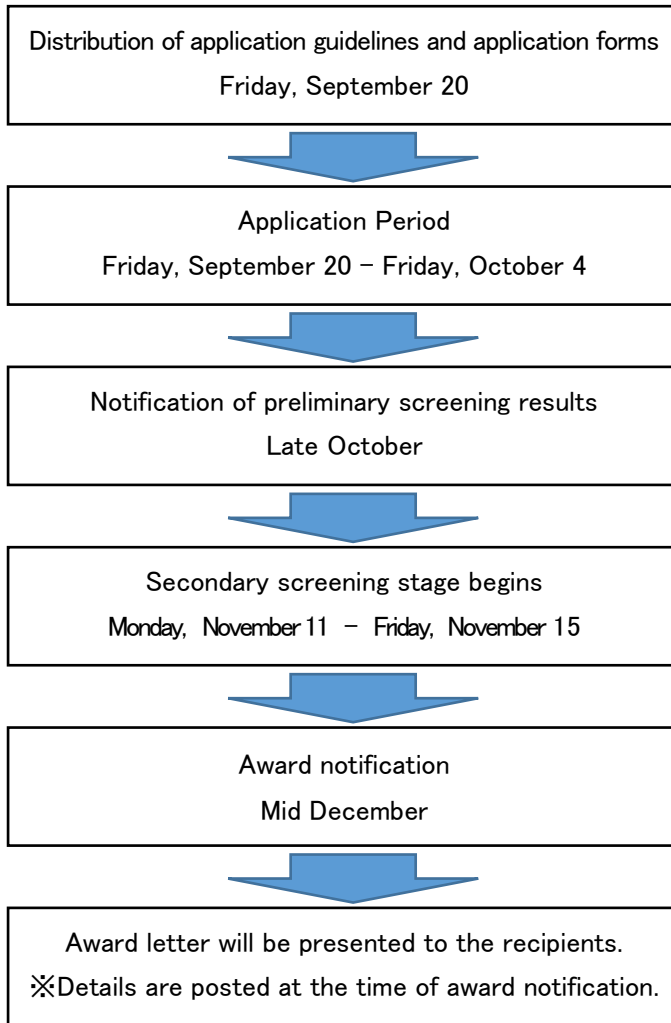 Distribution of application guidelines and application forms
Friday, September 20
Application Period
Friday, September 20 – Friday, October 4
Notification of preliminary screening results
Late October
Secondary screening stage begins
Monday, November 11 – Friday, November 15
Award notification
Mid December
Award letter will be presented to the recipients.
※Details are posted at the time of award notification.